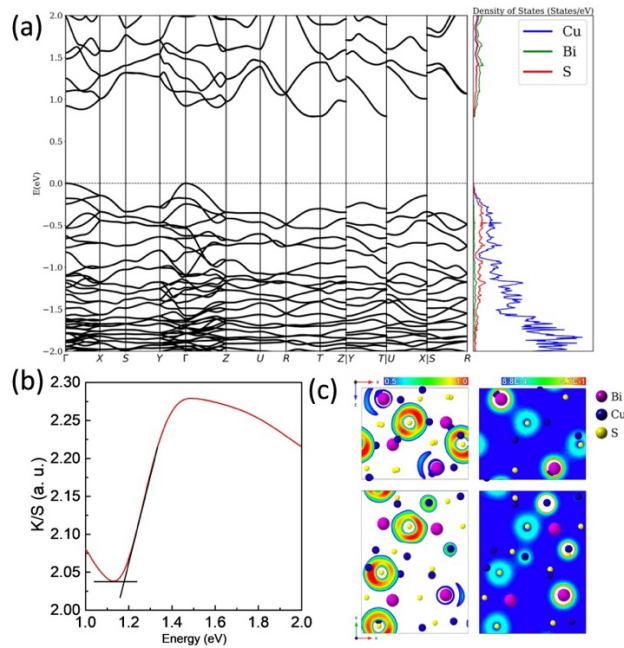 (a)
Density of States (States/eV)
2.0
1.5
1.0
0.5
0.0
−0.5
−1.0
−1.5
−2.0
E(eV)
Γ X S Y Γ Z U R T Z|Y T|U X|S R
Cu
Bi
S
(b)
2.30
2.25
2.20
2.15
2.10
2.05
2.00
K/S (a. u.)
1.0 1.2 1.4 1.6 1.8 2.0
Energy (eV)
(c)
0.5 1.0
Bi
Cu
S